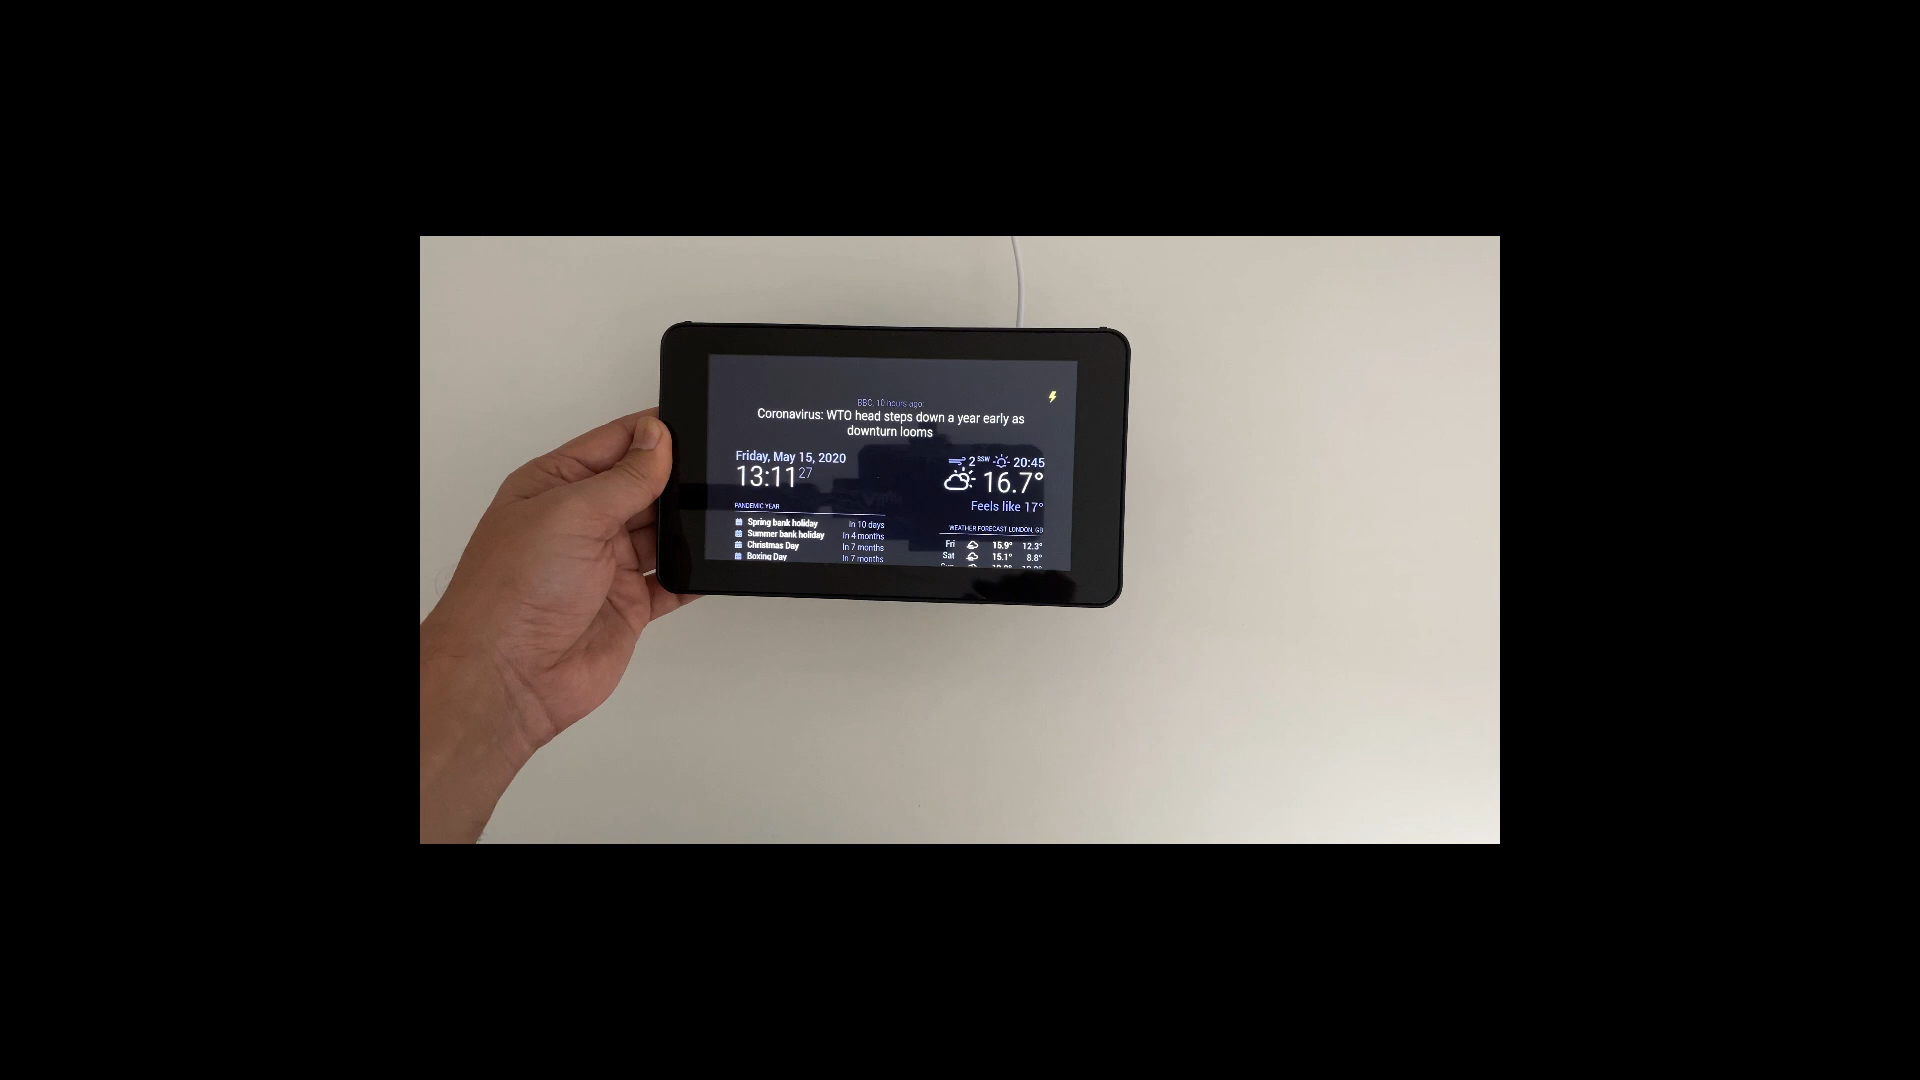 BBC, 10 hours ago:
Coronavirus: WTO head steps down a year early as
downturn looms
Friday, May 15, 2020
13:11 27
2 SSW 20:45
16.7°
Feels like 17°
PANDEMIC YEAR
Spring bank holiday In 10 days
Summer bank holiday In 4 months
Christmas Day In 7 months
Boxing Day In 7 months
WEATHER FORECAST LONDON, GB
Fri 15.9° 12.3°
Sat 15.1° 8.8°